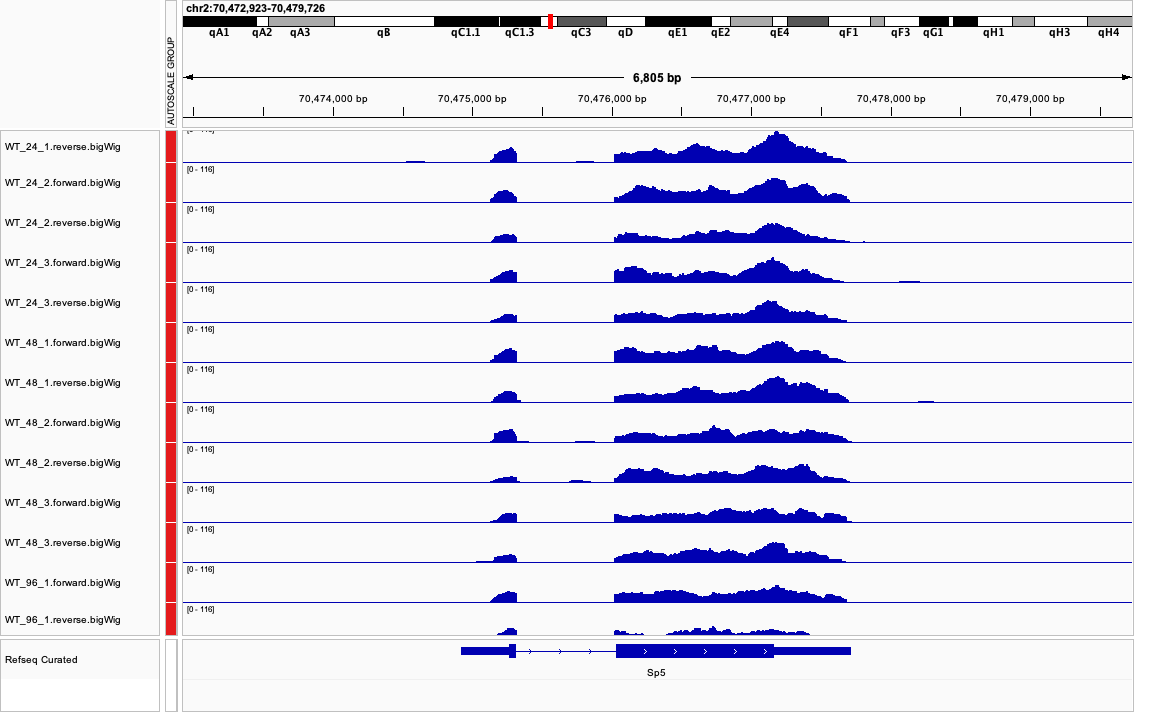 chr2:70,472,923-70,479,726
qA1 qA2 qA3 qB qC1.1 qC1.3 qC3 qD qE1 qE2 qE4 qF1 qF3 qG1 qH1 qH3 qH4
AUTOSCALE GROUP
6,805 bp
70,474,000 bp 70,475,000 bp 70,476,000 bp 70,477,000 bp 70,478,000 bp 70,479,000 bp
WT_24_1.reverse.bigWig
[0 - 116]
WT_24_2.forward.bigWig
[0 - 116]
WT_24_2.reverse.bigWig
[0 - 116]
WT_24_3.forward.bigWig
[0 - 116]
WT_24_3.reverse.bigWig
[0 - 116]
WT_48_1.forward.bigWig
[0 - 116]
WT_48_1.reverse.bigWig
[0 - 116]
WT_48_2.forward.bigWig
[0 - 116]
WT_48_2.reverse.bigWig
[0 - 116]
WT_48_3.forward.bigWig
[0 - 116]
WT_48_3.reverse.bigWig
[0 - 116]
WT_96_1.forward.bigWig
[0 - 116]
WT_96_1.reverse.bigWig
Refseq Curated
Sp5